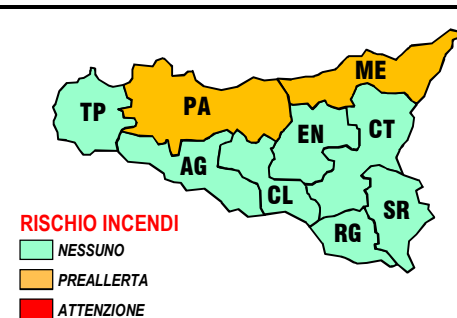 ME
PA
TP
CT
EN
AG
CL
SR
RG
RISCHIO INCENDI
NESSUNO
PREALLERTA
ATTENZIONE